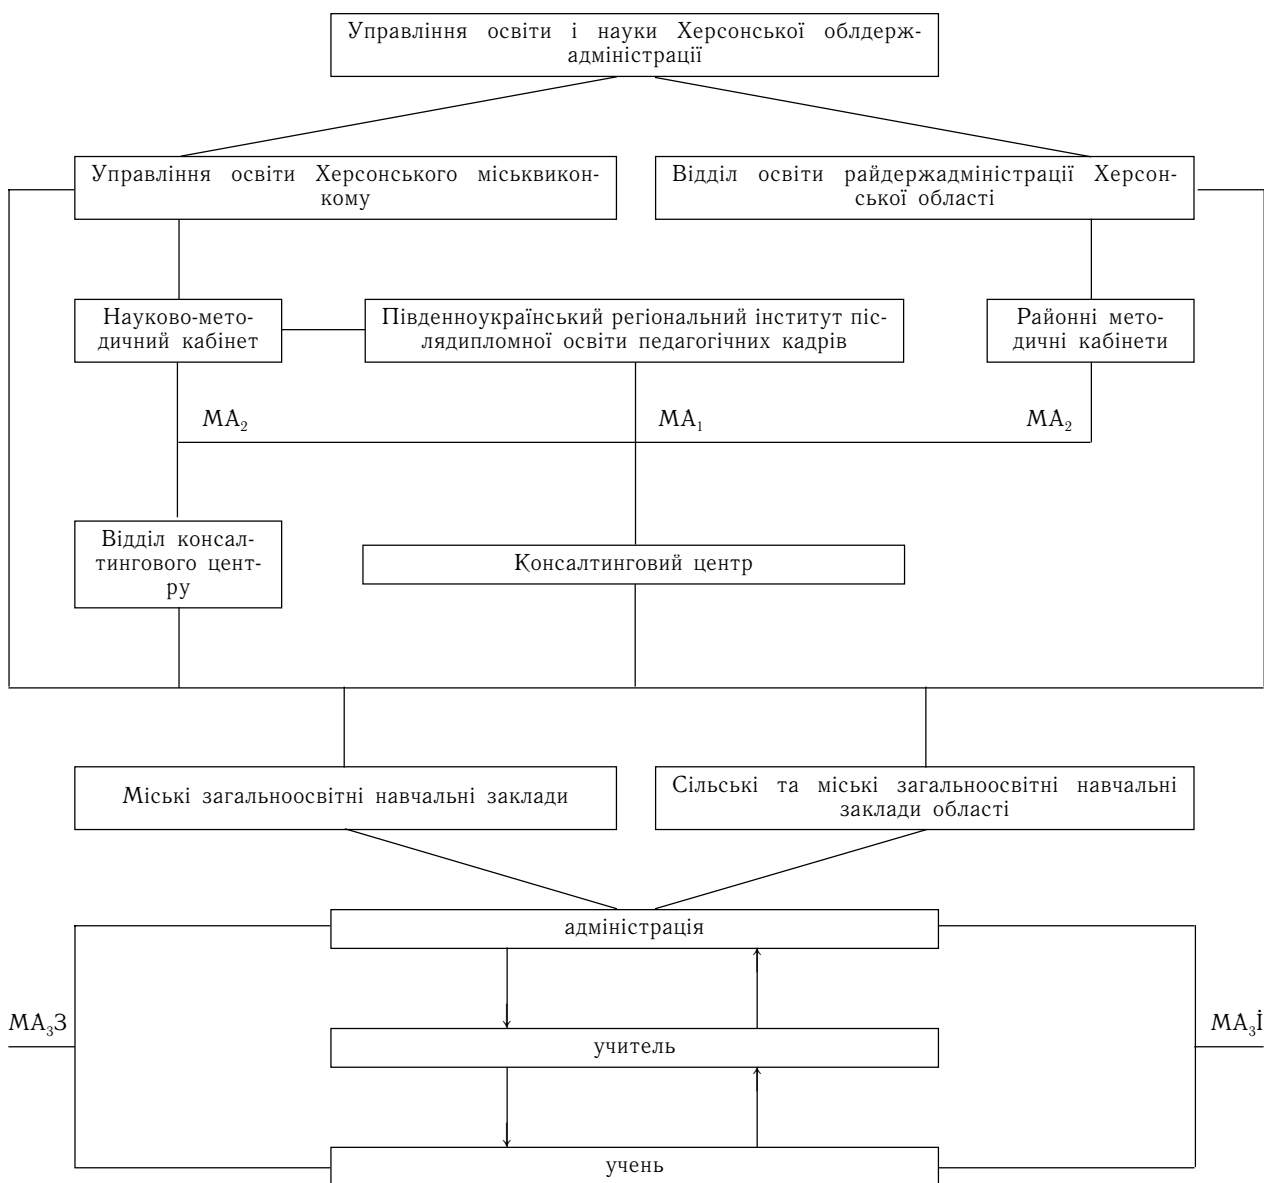 Управління освіти і науки Херсонської облдерж-
адміністрації
Управління освіти Херсонського міськвикон-
кому
Відділ освіти райдержадміністрації Херсон-
ської області
Науково-мето-
дичний кабінет
Південноукраїнський регіональний інститут піс-
лядипломної освіти педагогічних кадрів
Районні мето-
дичні кабінети
МА₂
МА₁
МА₂
Відділ консал-
тингового цент-
ру
Консалтинговий центр
Міські загальноосвітні навчальні заклади
Сільські та міські загальноосвітні навчальні
заклади області
адміністрація
МА₃З
МА₃І
учитель
учень